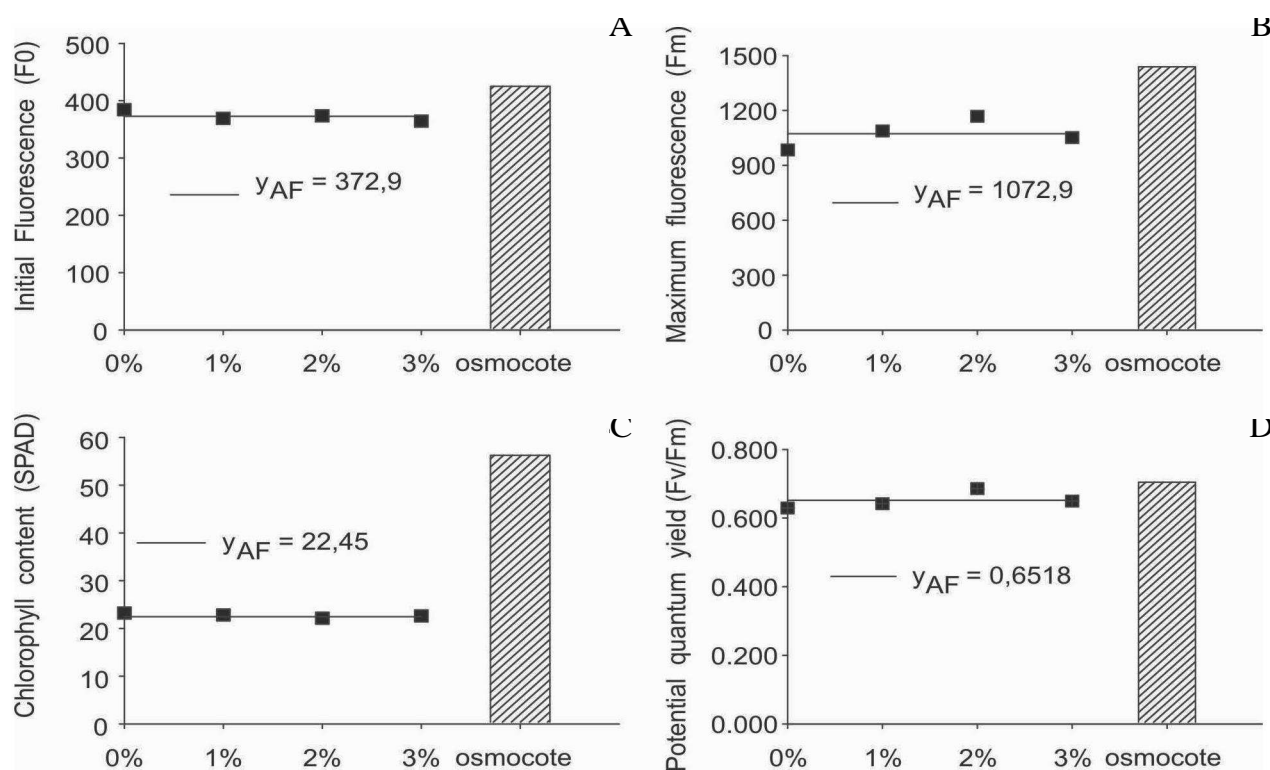 A
Initial Fluorescence (F0)
500
400
300
200
100
0
yAF = 372,9
0% 1% 2% 3% osmocote
B
Maximum fluorescence (Fm)
1500
1200
900
600
300
0
yAF = 1072,9
0% 1% 2% 3% osmocote
C
Chlorophyll content (SPAD)
60
50
40
30
20
10
0
yAF = 22,45
0% 1% 2% 3% osmocote
D
Potential quantum yield (Fv/Fm)
0.800
0.600
0.400
0.200
0.000
yAF = 0,6518
0% 1% 2% 3% osmocote